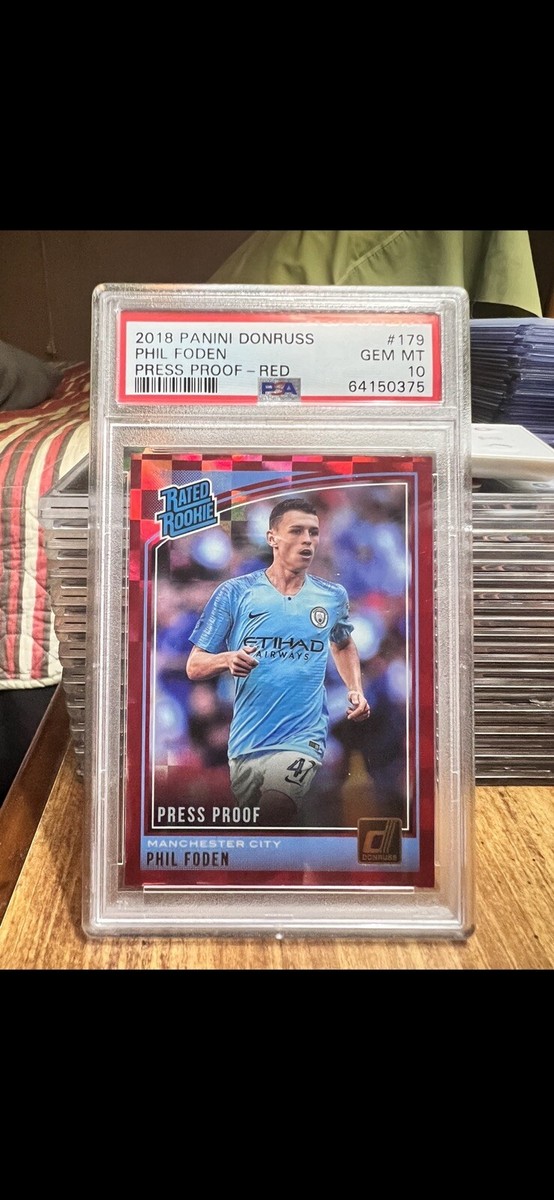 2018 PANINI DONRUSS #179
PHIL FODEN GEM MT
PRESS PROOF - RED 10
PSA 64150375
RATED
ROOKIE
ETIHAD
AIRWAYS
47
PRESS PROOF
MANCHESTER CITY
PHIL FODEN
DONRUSS